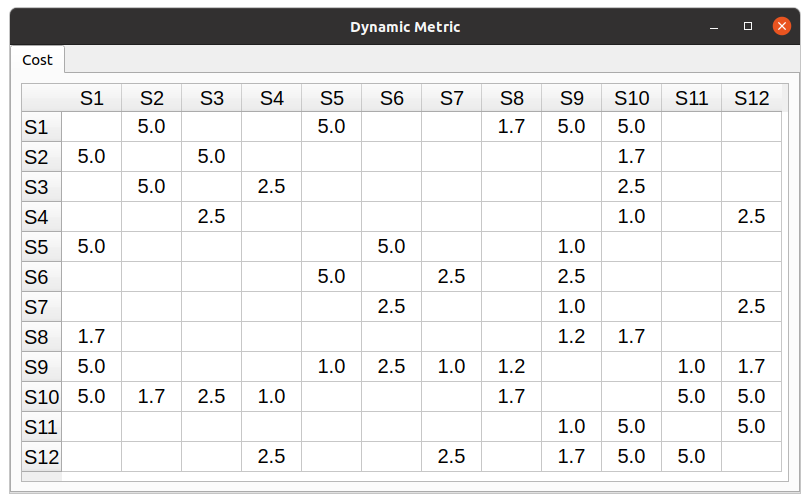 Dynamic Metric
Cost
S1 S2 S3 S4 S5 S6 S7 S8 S9 S10 S11 S12
S1 5.0 5.0 1.7 5.0 5.0
S2 5.0 5.0 1.7
S3 5.0 2.5 2.5
S4 2.5 1.0 2.5
S5 5.0 5.0 1.0
S6 5.0 2.5 2.5
S7 2.5 1.0 2.5
S8 1.7 1.2 1.7
S9 5.0 1.0 2.5 1.0 1.2 1.0 1.7
S10 5.0 1.7 2.5 1.0 1.7 5.0 5.0
S11 1.0 5.0 5.0
S12 2.5 2.5 1.7 5.0 5.0